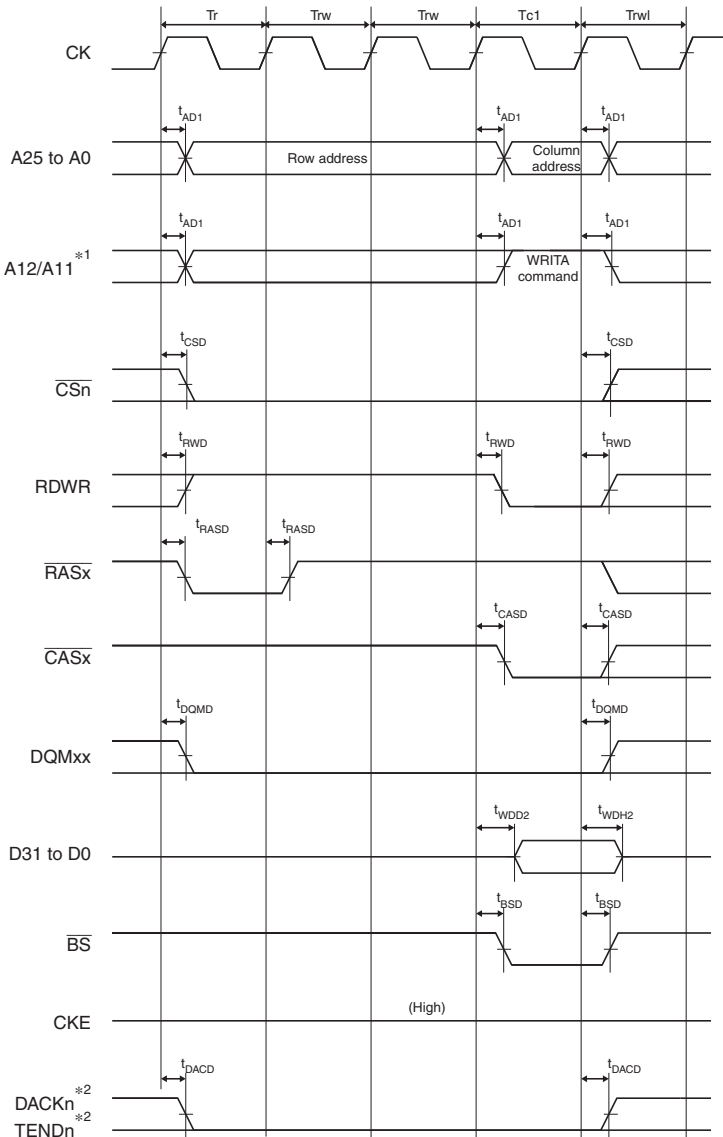 Tr Trw Trw Tc1 Trwl
CK
tAD1 tAD1 tAD1
A25 to A0 Row address Column address
tAD1 tAD1 tAD1
A12/A11*1 WRITA command
tCSD tCSD
CSn
tRWD tRWD tRWD
RDWR
tRASD tRASD
RASx
tCASD tCASD
CASx
tDQMD tDQMD
DQMxx
tWDD2 tWDH2
D31 to D0
tBSD tBSD
BS
(High)
CKE
tDACD tDACD
DACKn*2
TENDn*2